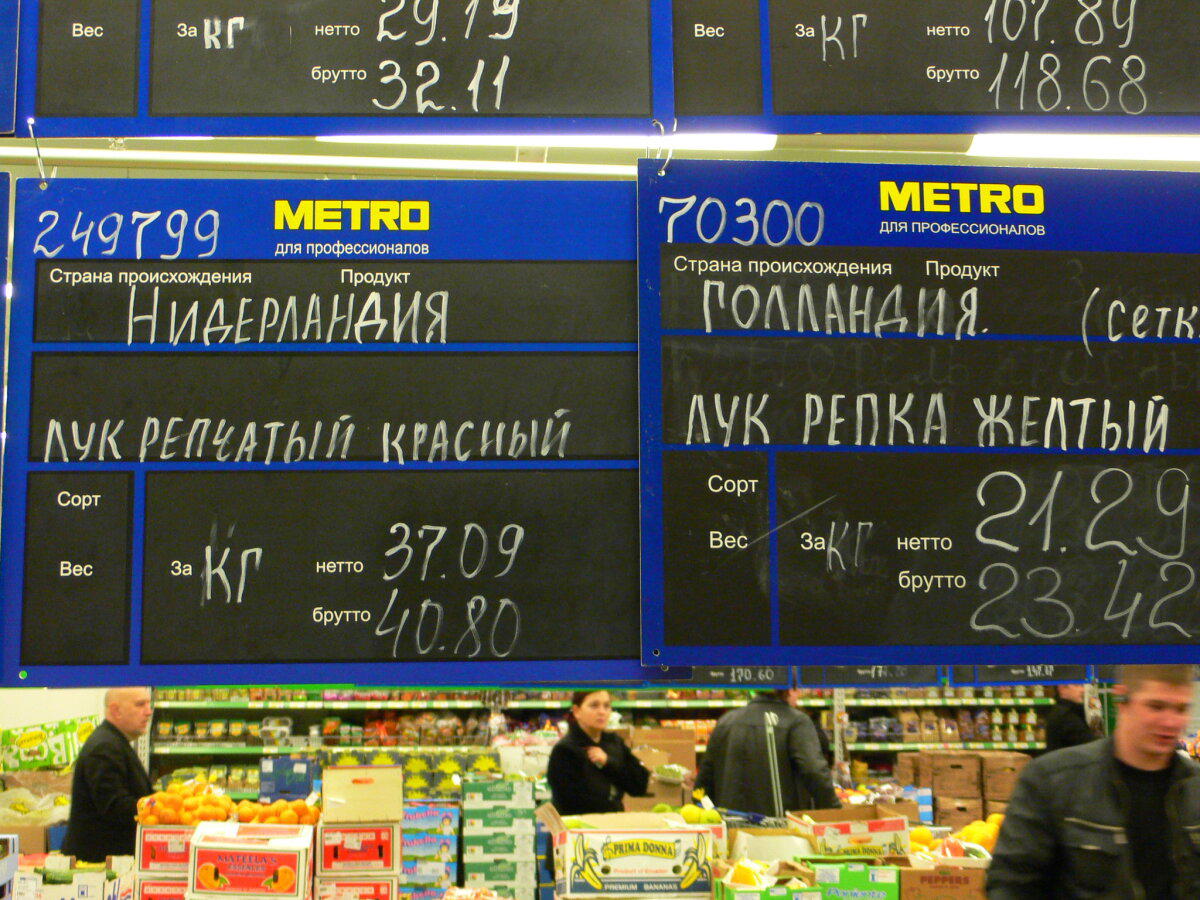 Вес
За кг
нетто 29.19
брутто 32.11
Вес
За кг
нетто 107.89
брутто 118.68
249799
METRO
для профессионалов
Страна происхождения Продукт
НИДЕРЛАНДИЯ
ЛУК РЕПЧАТЫЙ КРАСНЫЙ
Сорт
Вес
За кг
нетто 37.09
брутто 40.80
70300
METRO
ДЛЯ ПРОФЕССИОНАЛОВ
Страна происхождения Продукт
ГОЛЛАНДИЯ. (сетк
ЛУК РЕПКА ЖЕЛТЫЙ
Сорт
Вес
За кг
нетто 21.29
брутто 23.42
170.60
PRIMA DONNA
PREMIUM BANANAS
PEPPERS